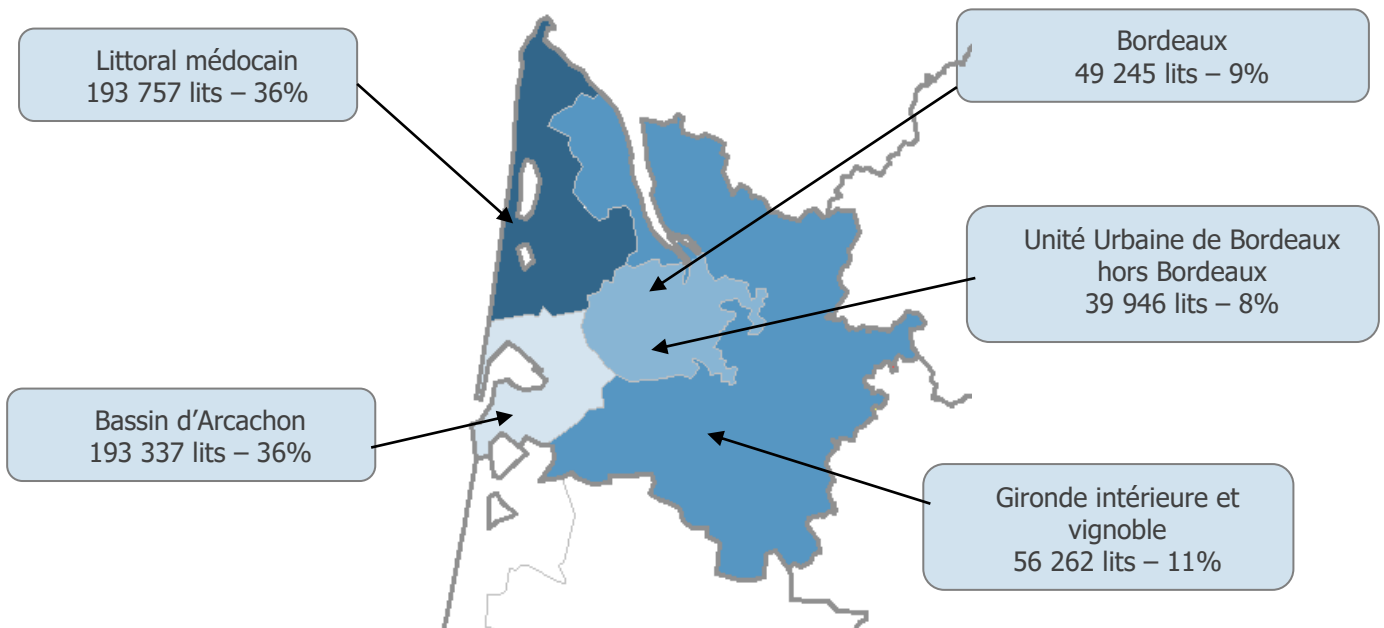 Littoral médocain
193 757 lits – 36%
Bordeaux
49 245 lits – 9%
Unité Urbaine de Bordeaux
hors Bordeaux
39 946 lits – 8%
Bassin d’Arcachon
193 337 lits – 36%
Gironde intérieure et
vignoble
56 262 lits – 11%